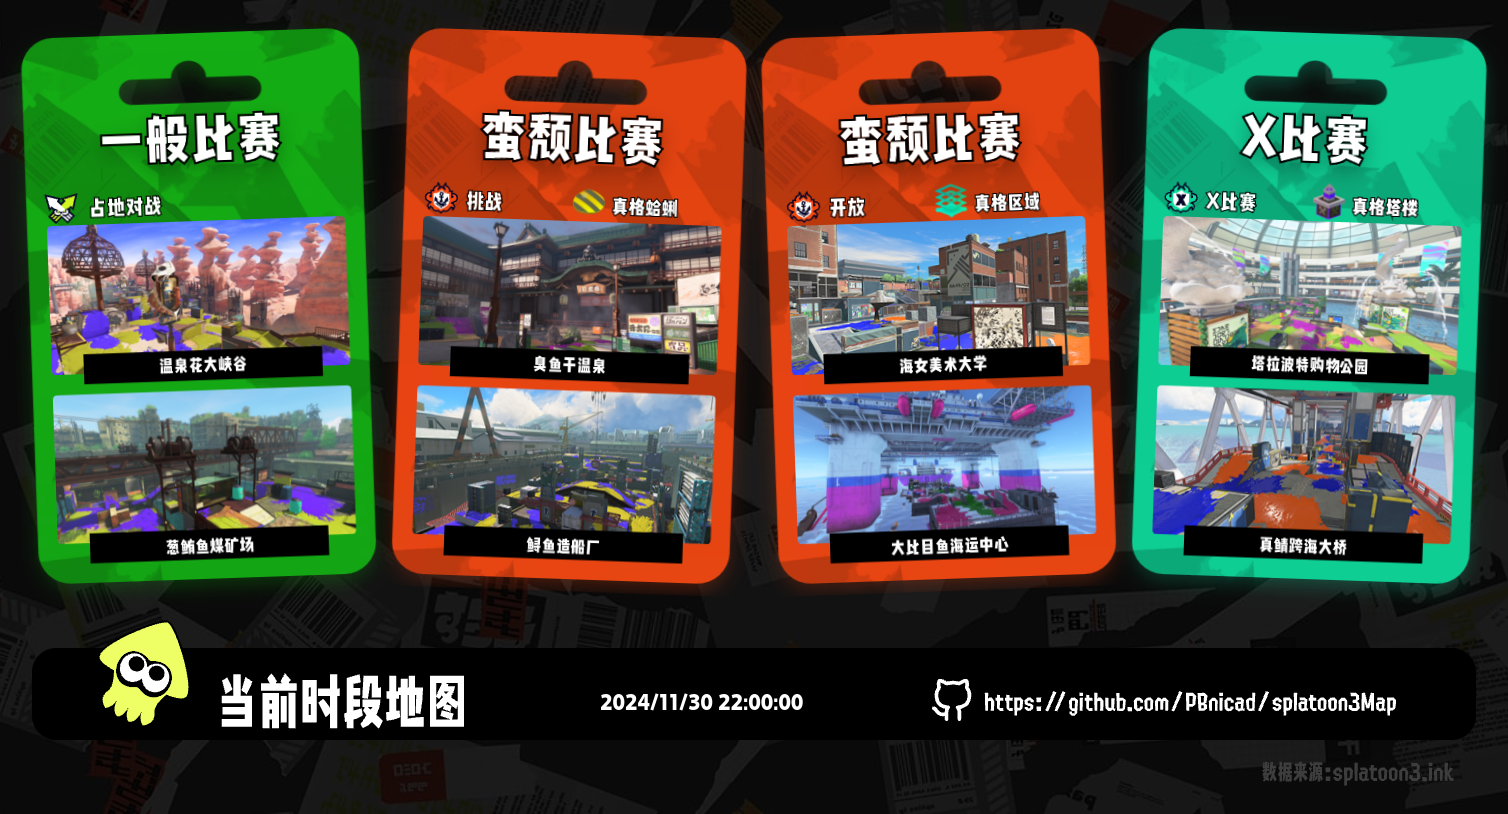 一般比赛
占地对战
温泉花大峡谷
葱鲔鱼煤矿场
蛮颓比赛
挑战
真格蛤蜊
臭鱼干温泉
鲟鱼造船厂
蛮颓比赛
开放
真格区域
海女美术大学
大比目鱼海运中心
X比赛
X比赛
真格塔楼
塔拉波特购物公园
真鲭跨海大桥
当前时段地图
2024/11/30 22:00:00
https://github.com/PBnicad/splatoon3Map
数据来源:splatoon3.ink